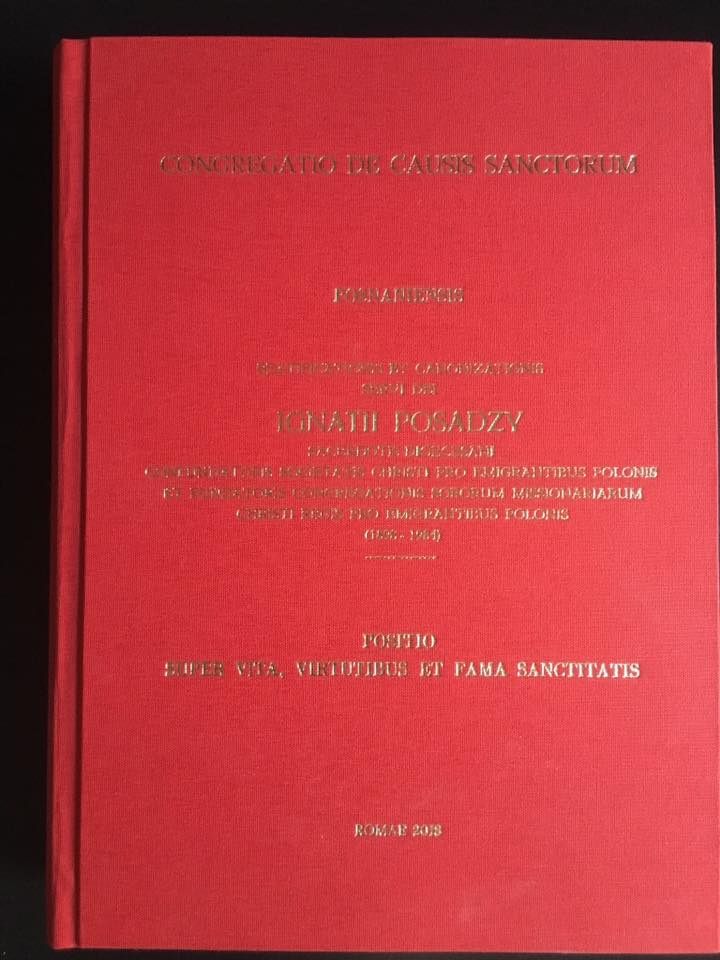 CONGREGATIO DE CAUSIS SANCTORUM
POSNANIENSIS
BEATIFICATIONIS ET CANONIZATIONIS
SERVI DEI
IGNATII POSADZY
SACERDOTIS DIOECESANI
CONGREGATIONIS SOCIETATIS CHRISTI PRO EMIGRANTIBUS POLONIS
ET FUNDATORIS CONGREGATIONIS SORORUM MISSIONARIARUM
CHRISTI REGIS PRO EMIGRANTIBUS POLONIS
(1898 - 1984)
POSITIO
SUPER VITA, VIRTUTIBUS ET FAMA SANCTITATIS
ROMAE 2018